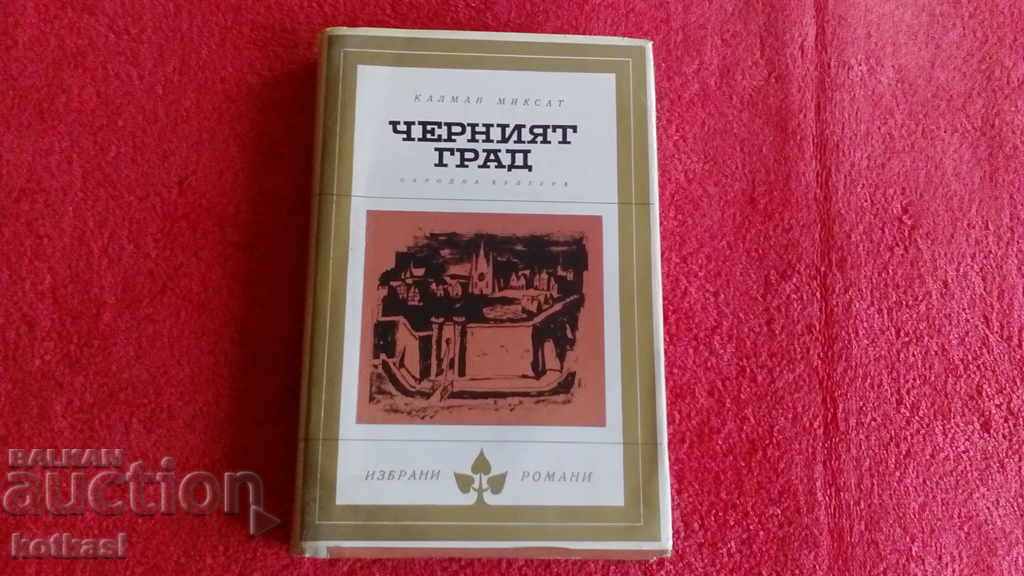 КАЛМАН МИКСАТ
ЧЕРНИЯТ
ГРАД
НАРОДНА КУЛТУРА
ИЗБРАНИ РОМАНИ
BALKAN
auction
kotkasl